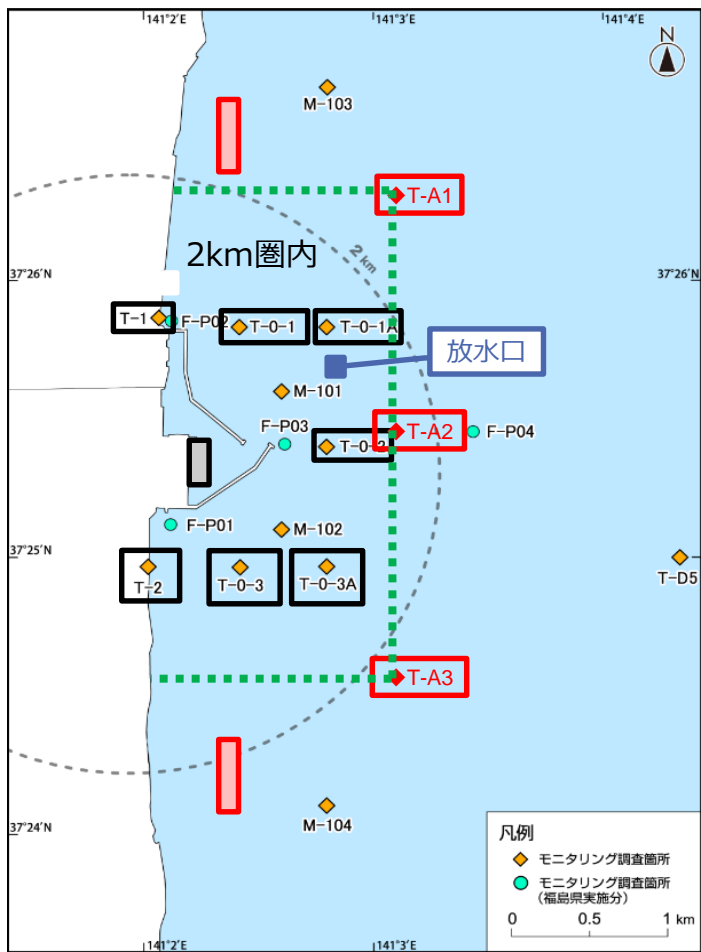 141°2′E
141°3′E
141°4′E
N
M-103
T-A1
2km圏内
2 km
37°26′N
37°26′N
T-1
F-P02
T-0-1
T-0-1A
放水口
M-101
F-P03
T-0-2
T-A2
F-P04
F-P01
M-102
37°25′N
T-2
T-0-3
T-0-3A
T-D5
T-A3
M-104
37°24′N
凡例
モニタリング調査箇所
モニタリング調査箇所
(福島県実施分)
0 0.5 1 km
141°2′E
141°3′E